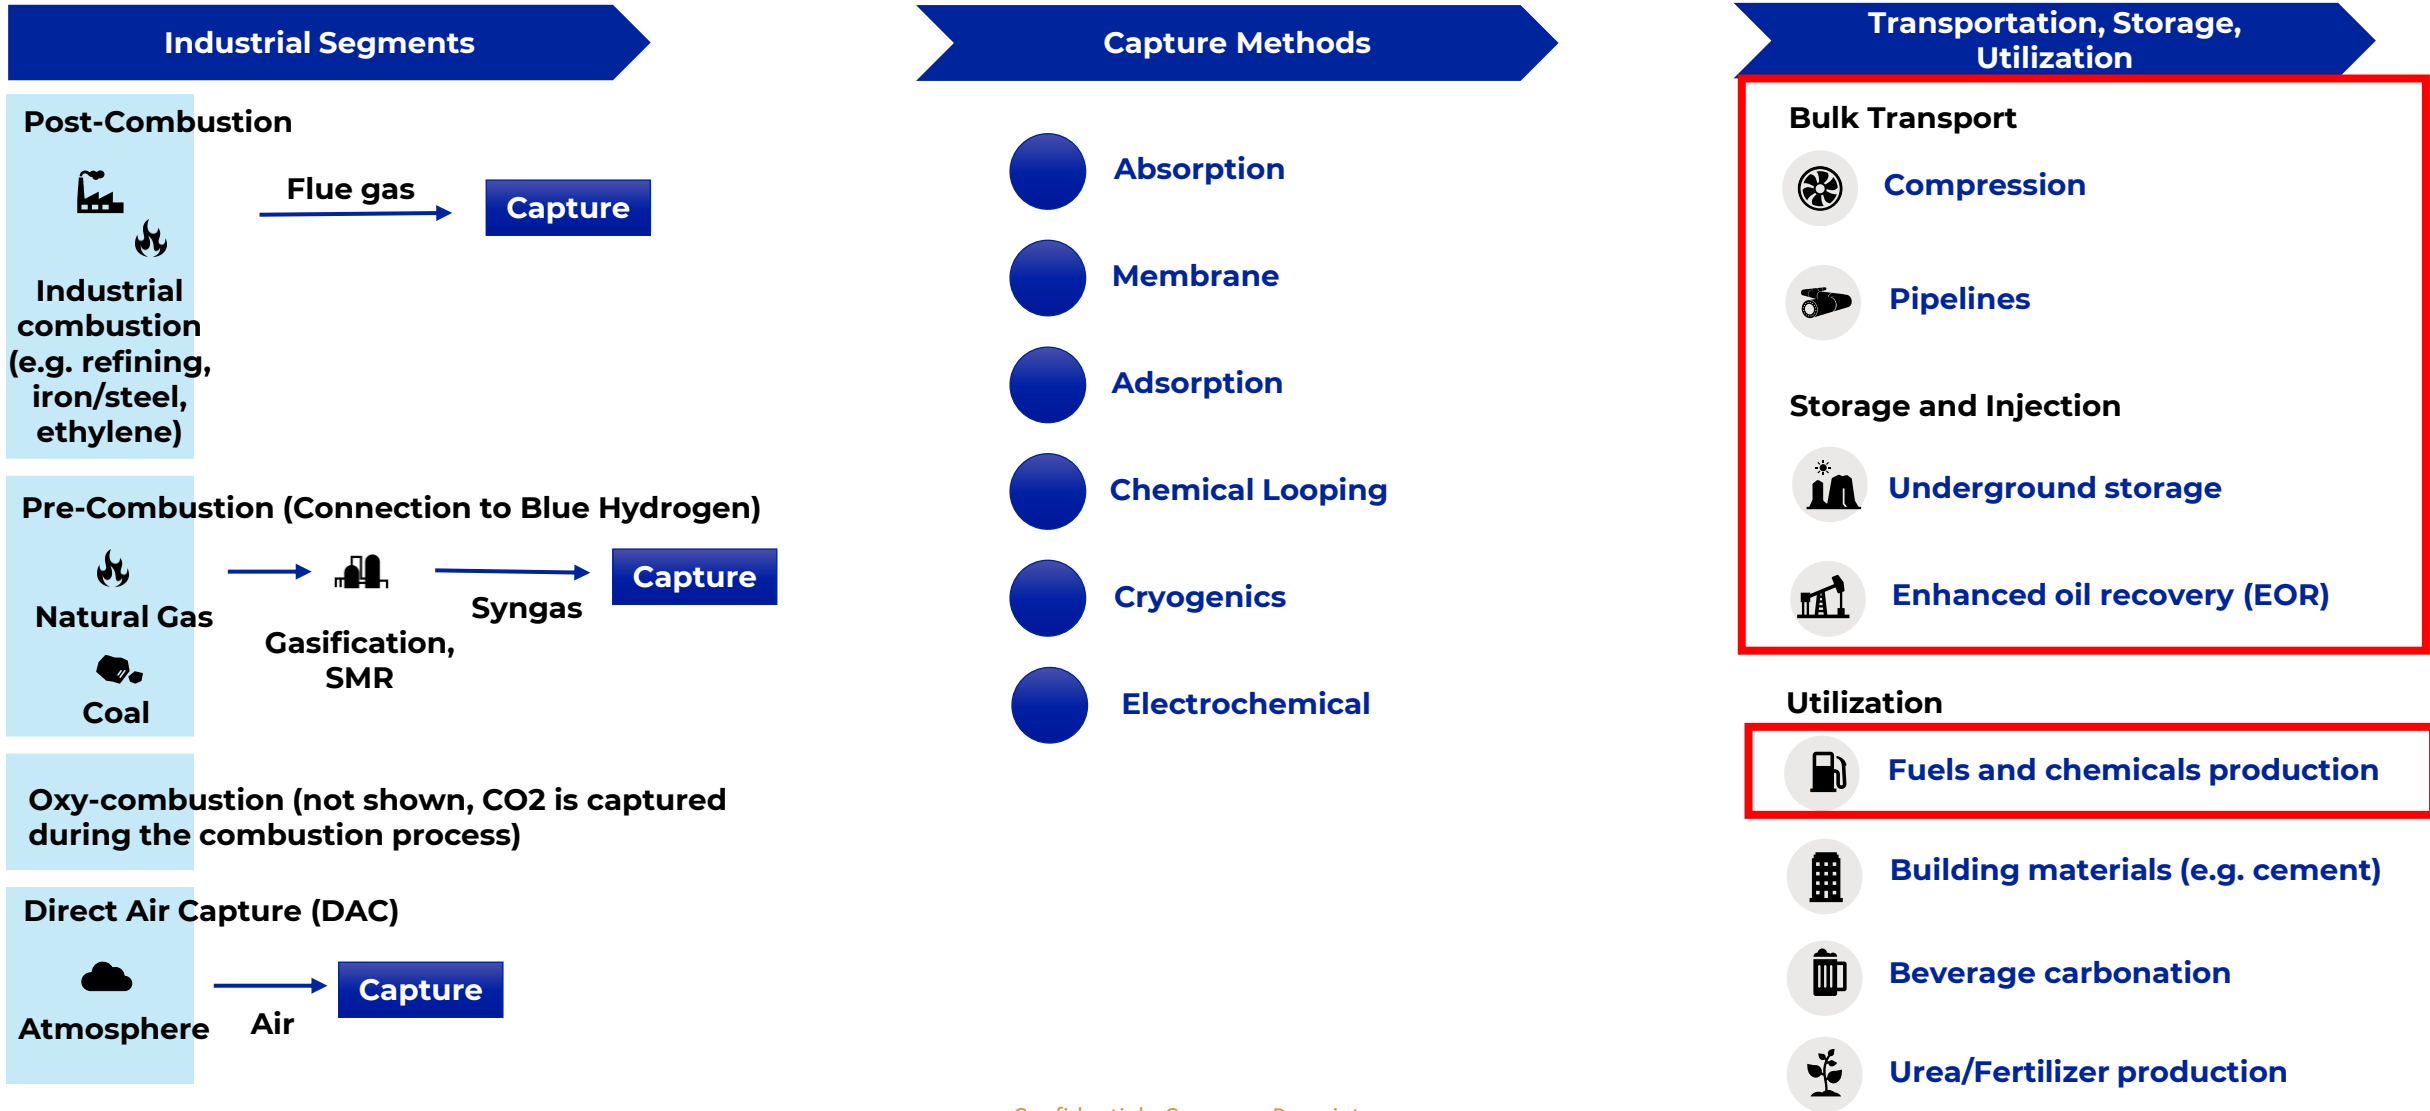 Industrial Segments
Post-Combustion
Flue gas
Capture
Industrial
combustion
(e.g. refining,
iron/steel,
ethylene)
Pre-Combustion (Connection to Blue Hydrogen)
Natural Gas
Coal
Gasification,
SMR
Syngas
Capture
Oxy-combustion (not shown, CO2 is captured
during the combustion process)
Direct Air Capture (DAC)
Atmosphere
Air
Capture
Capture Methods
Absorption
Membrane
Adsorption
Chemical Looping
Cryogenics
Electrochemical
Transportation, Storage,
Utilization
Bulk Transport
Compression
Pipelines
Storage and Injection
Underground storage
Enhanced oil recovery (EOR)
Utilization
Fuels and chemicals production
Building materials (e.g. cement)
Beverage carbonation
Urea/Fertilizer production